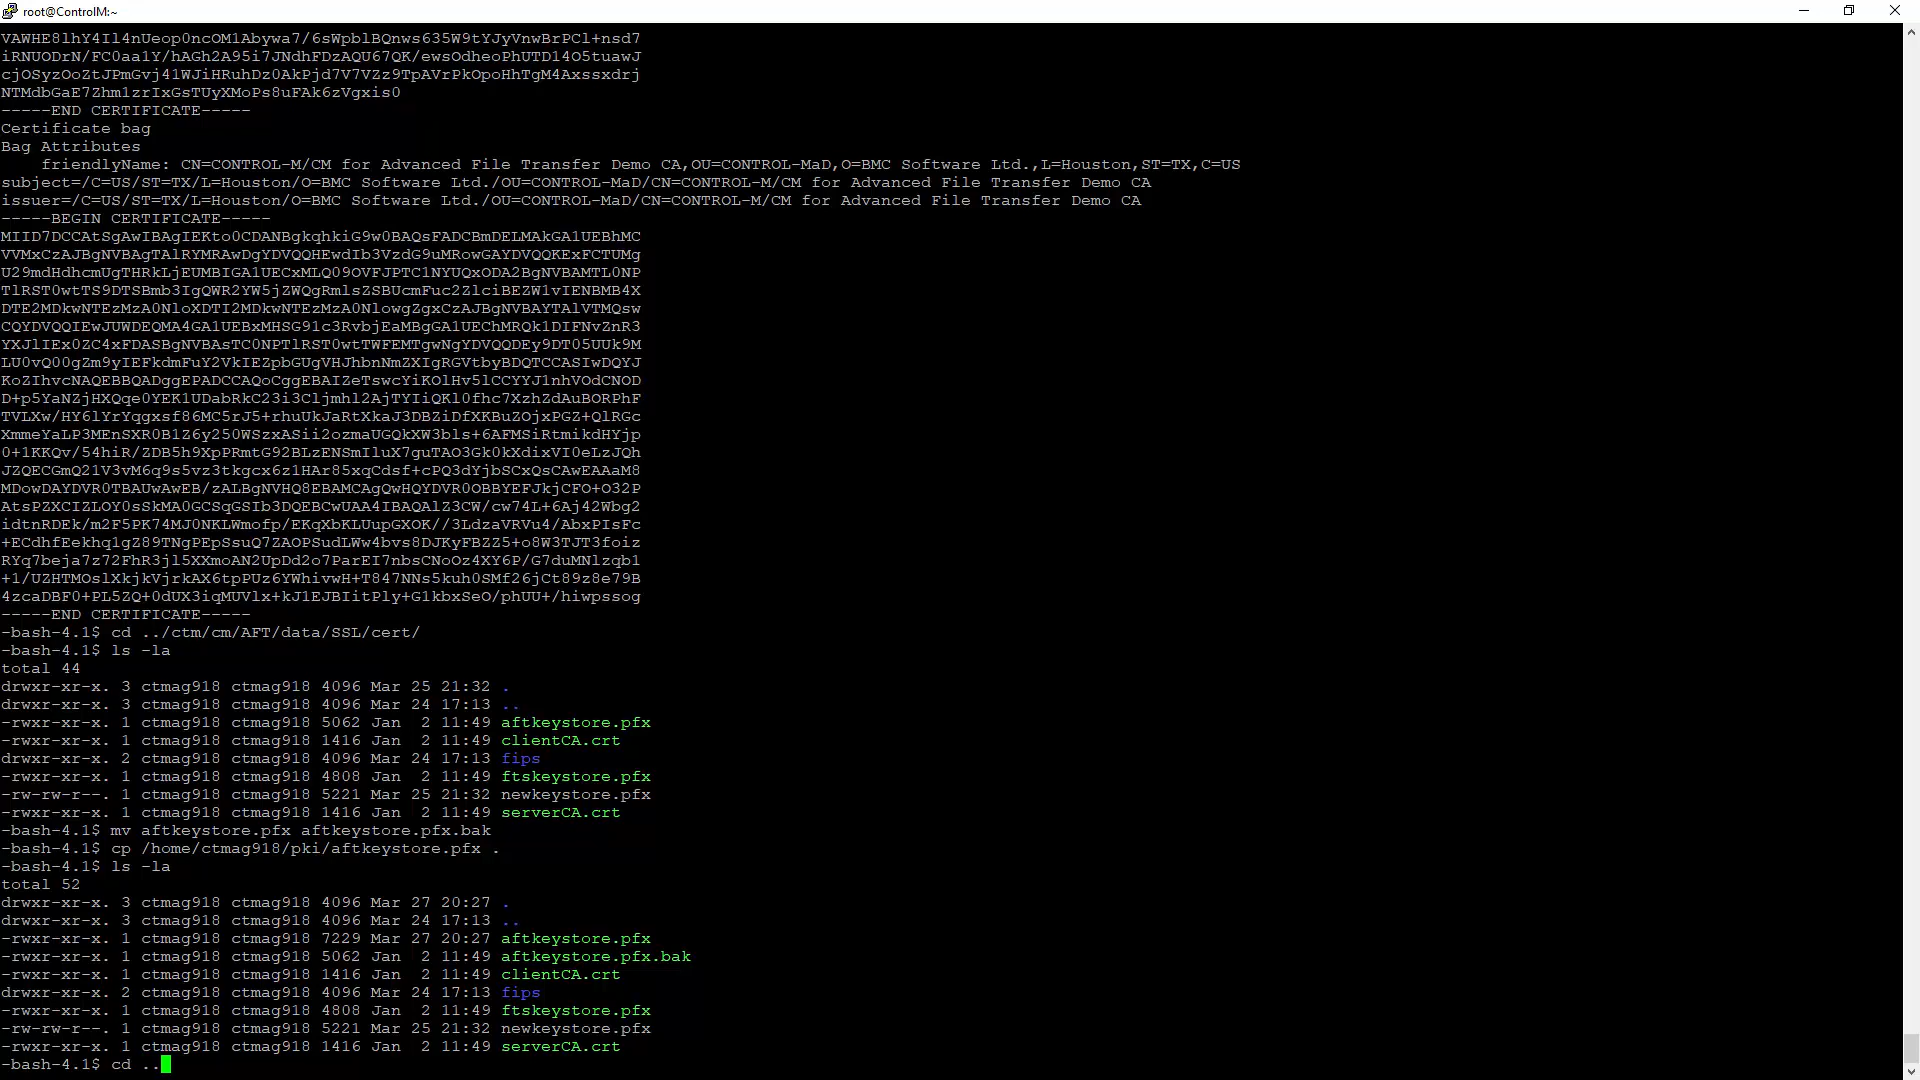 root@ControlM:~
VAWHE8lhY4Il4nUeop0ncOM1Abywa7/6sWpblBQnws635W9tYJyVnwBrPCl+nsd7
iRNUODrN/FC0aa1Y/hAGh2A95i7JNdhFDzAQU67QK/ewsOdheoPhUTD14O5tuawJ
cjOSyzOoZtJPmGvj41WJiHRuhDz0AkPjd7V7VZz9TpAVrPkOpoHhTgM4Axssxdrj
NTMdbGaE7Zhm1zrIxGsTUyXMoPs8uFAk6zVgxis0
-----END CERTIFICATE-----
Certificate bag
Bag Attributes
    friendlyName: CN=CONTROL-M/CM for Advanced File Transfer Demo CA,OU=CONTROL-MaD,O=BMC Software Ltd.,L=Houston,ST=TX,C=US
subject=/C=US/ST=TX/L=Houston/O=BMC Software Ltd./OU=CONTROL-MaD/CN=CONTROL-M/CM for Advanced File Transfer Demo CA
issuer=/C=US/ST=TX/L=Houston/O=BMC Software Ltd./OU=CONTROL-MaD/CN=CONTROL-M/CM for Advanced File Transfer Demo CA
-----BEGIN CERTIFICATE-----
MIID7DCCAtSgAwIBAgIEKto0CDANBgkqhkiG9w0BAQsFADCBmDELMAkGA1UEBhMC
VVMxCzAJBgNVBAgTAlRYMRAwDgYDVQQHEwdIb3VzdG9uMRowGAYDVQQKExFCTUMg
U29mdHdhcmUgTHRkLjEUMBIGA1UECxMLQ09OVFJPTC1NYUQxODA2BgNVBAMTL0NP
TlRST0wtTS9DTSBmb3IgQWR2YW5jZWQgRmlsZSBUcmFuc2ZlciBEZW1vIENBMB4X
DTE2MDkwNTEzMzA0NloXDTI2MDkwNTEzMzA0NlowgZgxCzAJBgNVBAYTAlVTMQsw
CQYDVQQIEwJUWDEQMA4GA1UEBxMHSG91c3RvbjEaMBgGA1UEChMRQk1DIFNvZnR3
YXJlIEx0ZC4xFDASBgNVBAsTC0NPTlRST0wtTWFEMTgwNgYDVQQDEy9DT05UUk9M
LU0vQ00gZm9yIEFkdmFuY2VkIEZpbGUgVHJhbnNmZXIgRGVtbyBDQTCCASIwDQYJ
KoZIhvcNAQEBBQADggEPADCCAQoCggEBAIZeTswcYiKOlHv5lCCYYJ1nhVOdCNOD
D+p5YaNZjHXQqe0YEK1UDabRkC23i3Cljmhl2AjTYIiQKl0fhc7XzhZdAuBORPhF
TVLXw/HY6lYrYqgxsf86MC5rJ5+rhuUkJaRtXkaJ3DBZiDfXKBuZOjxPGZ+QlRGc
XmmeYaLP3MEnSXR0B1Z6y250WSzxASii2ozmaUGQkXW3bls+6AFMSiRtmikdHYjp
0+1KKQv/54hiR/ZDB5h9XpPRmtG92BLzENSmIluX7guTAO3Gk0kXdixVI0eLzJQh
JZQECGmQ21V3vM6q9s5vz3tkgcx6z1HAr85xqCdsf+cPQ3dYjbSCxQsCAwEAAaM8
MDowDAYDVR0TBAUwAwEB/zALBgNVHQ8EBAMCAgQwHQYDVR0OBBYEFJkjCFO+O32P
AtsPZXCIZLOY0sSkMA0GCSqGSIb3DQEBCwUAA4IBAQAlZ3CW/cw74L+6Aj42Wbg2
idtnRDEk/m2F5PK74MJ0NKLWmofp/EKqXbKLUupGXOK//3LdzaVRVu4/AbxPIsFc
+ECdhfEekhq1gZ89TNgPEpSsuQ7ZAOPSudLWw4bvs8DJKyFBZZ5+o8W3TJT3foiz
RYq7beja7z72FhR3jl5XXmoAN2UpDd2o7ParEI7nbsCNoOz4XY6P/G7duMNlzqb1
+1/UZHTMOslXkjkVjrkAX6tpPUz6YWhivwH+T847NNs5kuh0SMf26jCt89z8e79B
4zcaDBF0+PL5ZQ+0dUX3iqMUVlx+kJ1EJBIitPly+G1kbxSeO/phUU+/hiwpssog
-----END CERTIFICATE-----
-bash-4.1$ cd ../ctm/cm/AFT/data/SSL/cert/
-bash-4.1$ ls -la
total 44
drwxr-xr-x. 3 ctmag918 ctmag918 4096 Mar 25 21:32 .
drwxr-xr-x. 3 ctmag918 ctmag918 4096 Mar 24 17:13 ..
-rwxr-xr-x. 1 ctmag918 ctmag918 5062 Jan  2 11:49 aftkeystore.pfx
-rwxr-xr-x. 1 ctmag918 ctmag918 1416 Jan  2 11:49 clientCA.crt
drwxr-xr-x. 2 ctmag918 ctmag918 4096 Mar 24 17:13 fips
-rwxr-xr-x. 1 ctmag918 ctmag918 4808 Jan  2 11:49 ftskeystore.pfx
-rw-rw-r--. 1 ctmag918 ctmag918 5221 Mar 25 21:32 newkeystore.pfx
-rwxr-xr-x. 1 ctmag918 ctmag918 1416 Jan  2 11:49 serverCA.crt
-bash-4.1$ mv aftkeystore.pfx aftkeystore.pfx.bak
-bash-4.1$ cp /home/ctmag918/pki/aftkeystore.pfx .
-bash-4.1$ ls -la
total 52
drwxr-xr-x. 3 ctmag918 ctmag918 4096 Mar 27 20:27 .
drwxr-xr-x. 3 ctmag918 ctmag918 4096 Mar 24 17:13 ..
-rwxr-xr-x. 1 ctmag918 ctmag918 7229 Mar 27 20:27 aftkeystore.pfx
-rwxr-xr-x. 1 ctmag918 ctmag918 5062 Jan  2 11:49 aftkeystore.pfx.bak
-rwxr-xr-x. 1 ctmag918 ctmag918 1416 Jan  2 11:49 clientCA.crt
drwxr-xr-x. 2 ctmag918 ctmag918 4096 Mar 24 17:13 fips
-rwxr-xr-x. 1 ctmag918 ctmag918 4808 Jan  2 11:49 ftskeystore.pfx
-rw-rw-r--. 1 ctmag918 ctmag918 5221 Mar 25 21:32 newkeystore.pfx
-rwxr-xr-x. 1 ctmag918 ctmag918 1416 Jan  2 11:49 serverCA.crt
-bash-4.1$ cd ..